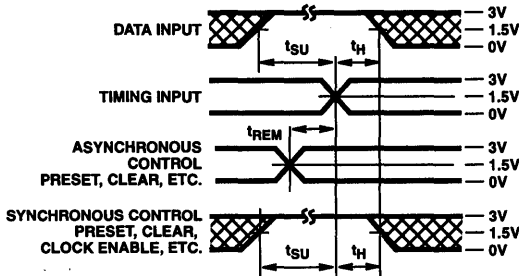 3V
DATA INPUT
1.5V
0V
tSU
tH
3V
TIMING INPUT
1.5V
0V
tREM
ASYNCHRONOUS
CONTROL
PRESET, CLEAR, ETC.
3V
1.5V
0V
SYNCHRONOUS CONTROL
PRESET, CLEAR,
CLOCK ENABLE, ETC.
3V
1.5V
0V
tSU
tH